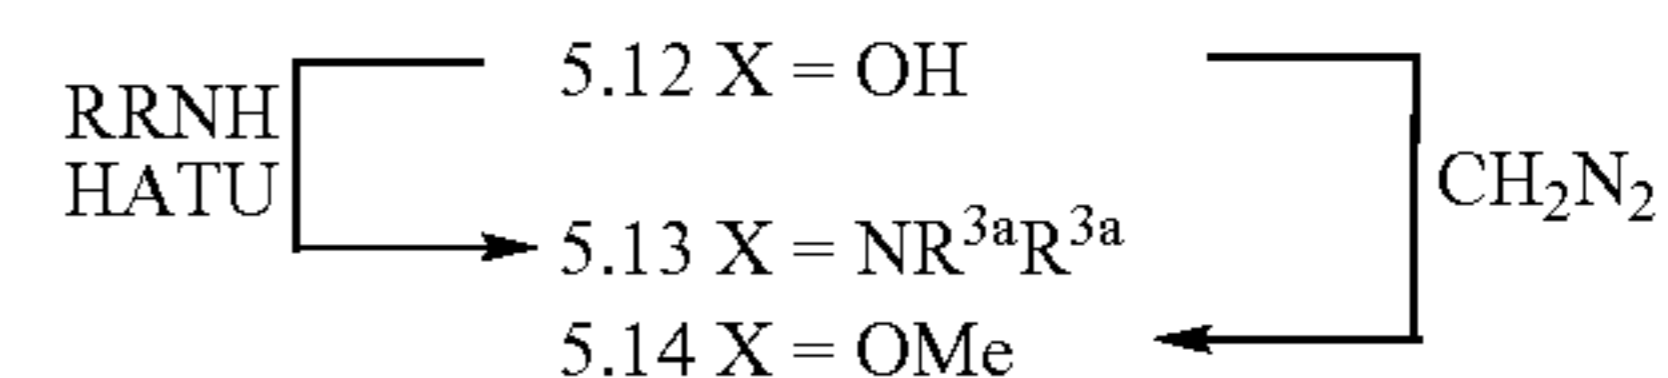 5.12 X = OH
RRNH
HATU
CH₂N₂
5.13 X = NR³ᵃR³ᵃ
5.14 X = OMe